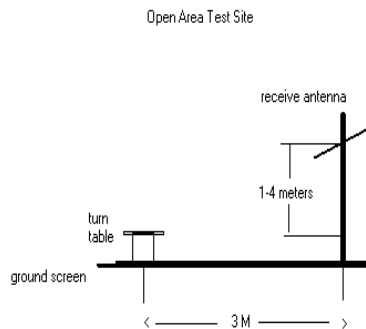 Open Area Test Site
receive antenna
1-4 meters
turn
table
ground screen
3 M